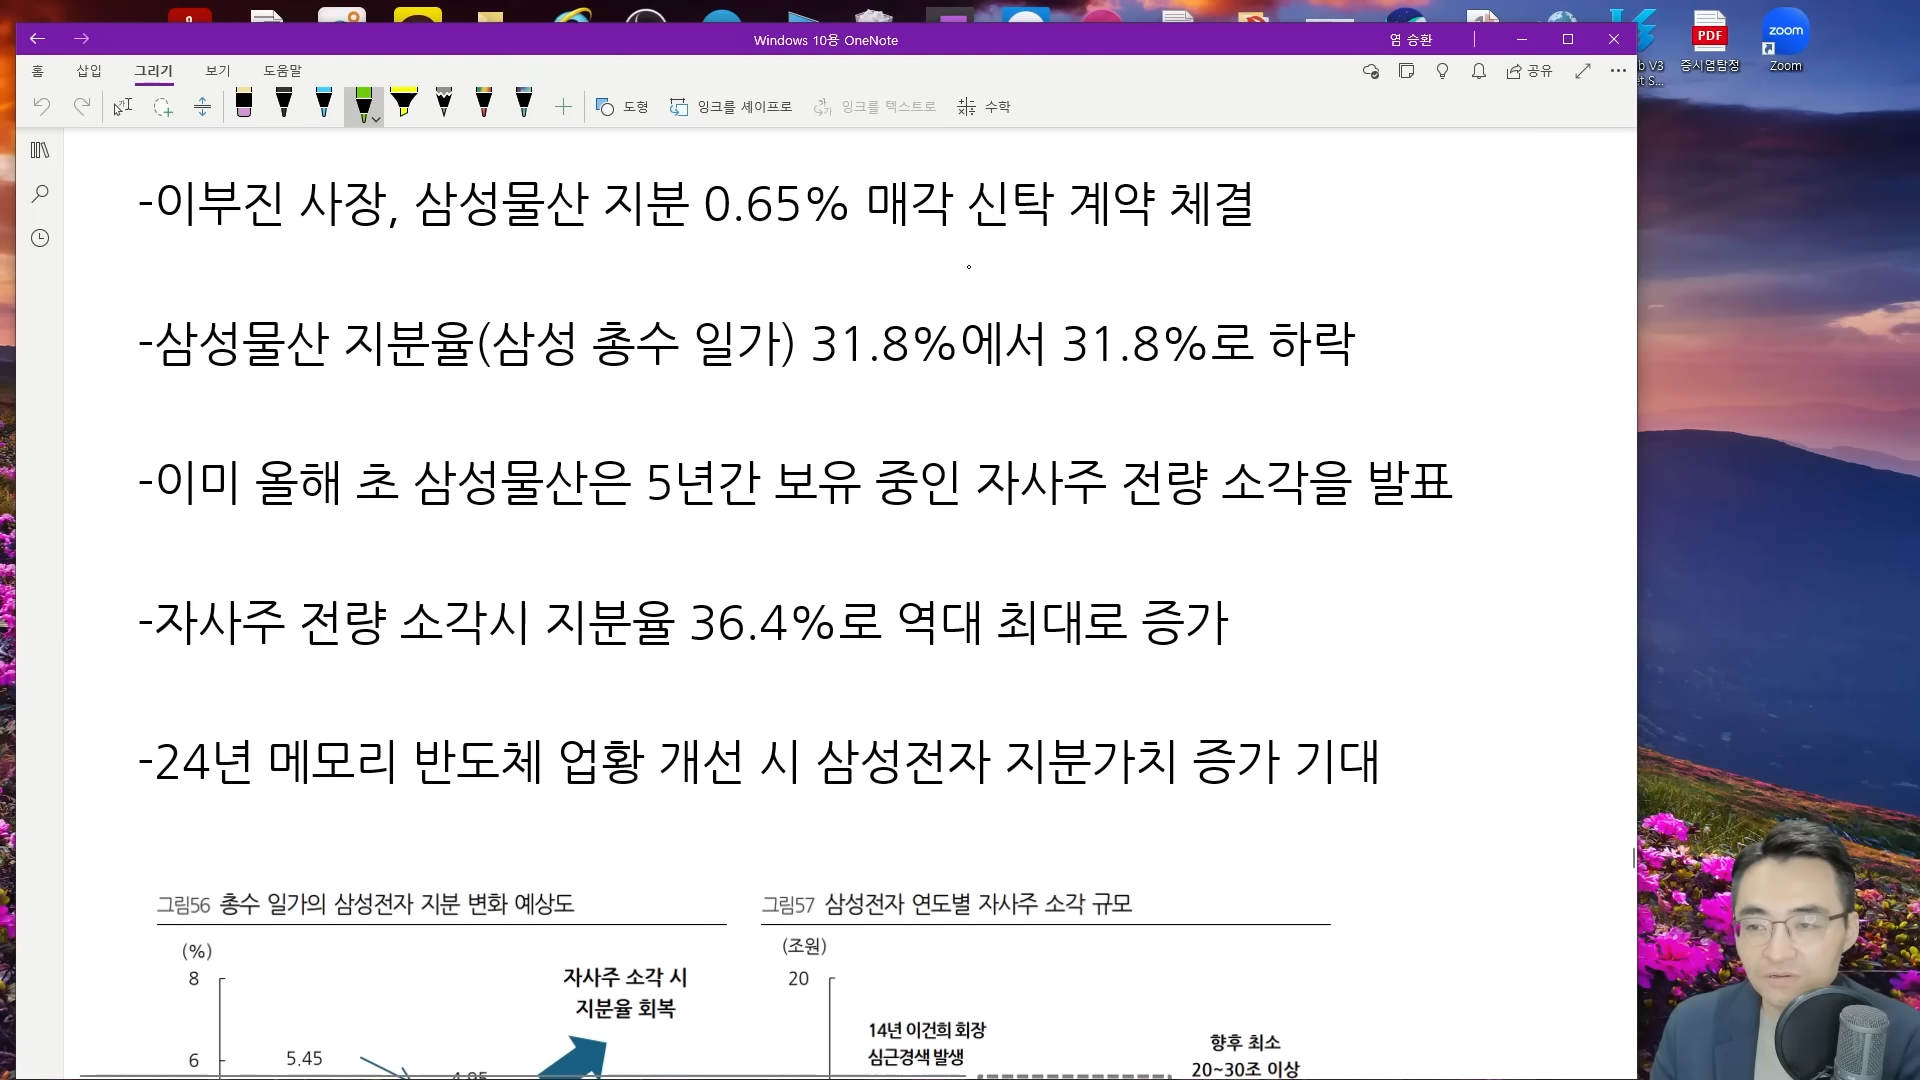 PDF
zoom
b V3
et S...
증시염탐정
Zoom
Windows 10용 OneNote
염 승환
홈 삽입 그리기 보기 도움말
공유
도형 잉크를 셰이프로 잉크를 텍스트로 수학
-이부진 사장, 삼성물산 지분 0.65% 매각 신탁 계약 체결
-삼성물산 지분율(삼성 총수 일가) 31.8%에서 31.8%로 하락
-이미 올해 초 삼성물산은 5년간 보유 중인 자사주 전량 소각을 발표
-자사주 전량 소각시 지분율 36.4%로 역대 최대로 증가
-24년 메모리 반도체 업황 개선 시 삼성전자 지분가치 증가 기대
그림56 총수 일가의 삼성전자 지분 변화 예상도
(%)
8
자사주 소각 시
지분율 회복
6
5.45
그림57 삼성전자 연도별 자사주 소각 규모
(조원)
20
14년 이건희 회장
심근경색 발생
향후 최소
20~30조 이상